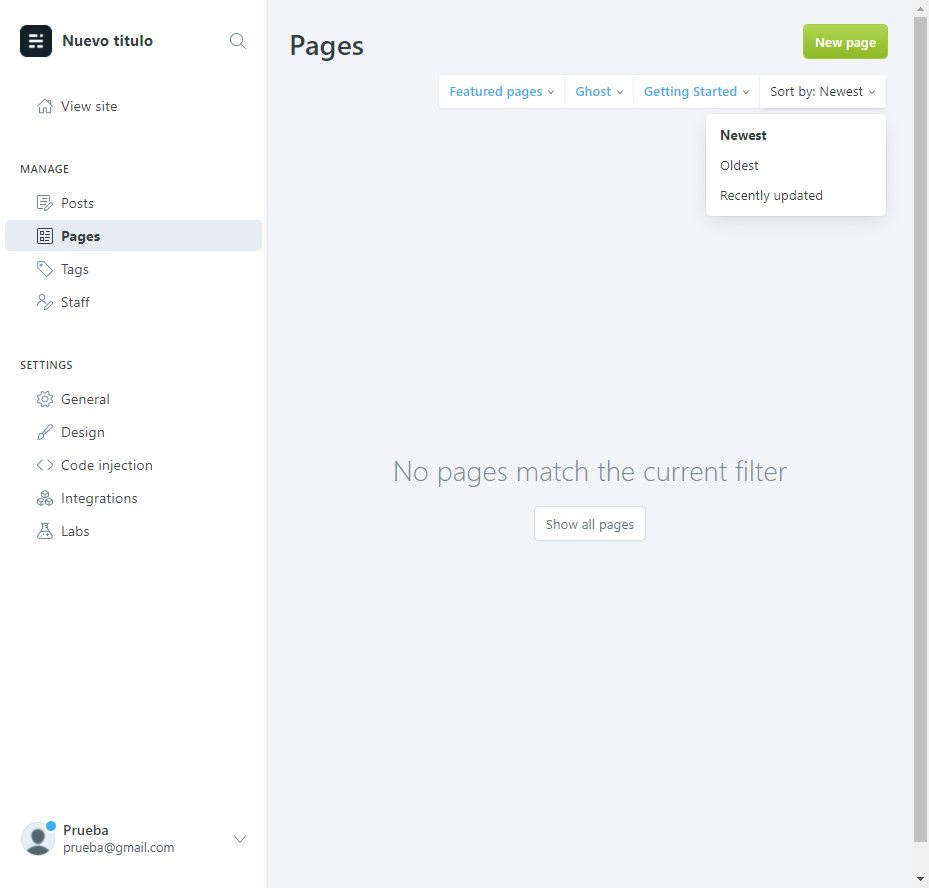 Nuevo titulo
View site
MANAGE
Posts
Pages
Tags
Staff
SETTINGS
General
Design
Code injection
Integrations
Labs
Prueba
prueba@gmail.com
Pages
New page
Featured pages
Ghost
Getting Started
Sort by: Newest
Newest
Oldest
Recently updated
No pages match the current filter
Show all pages